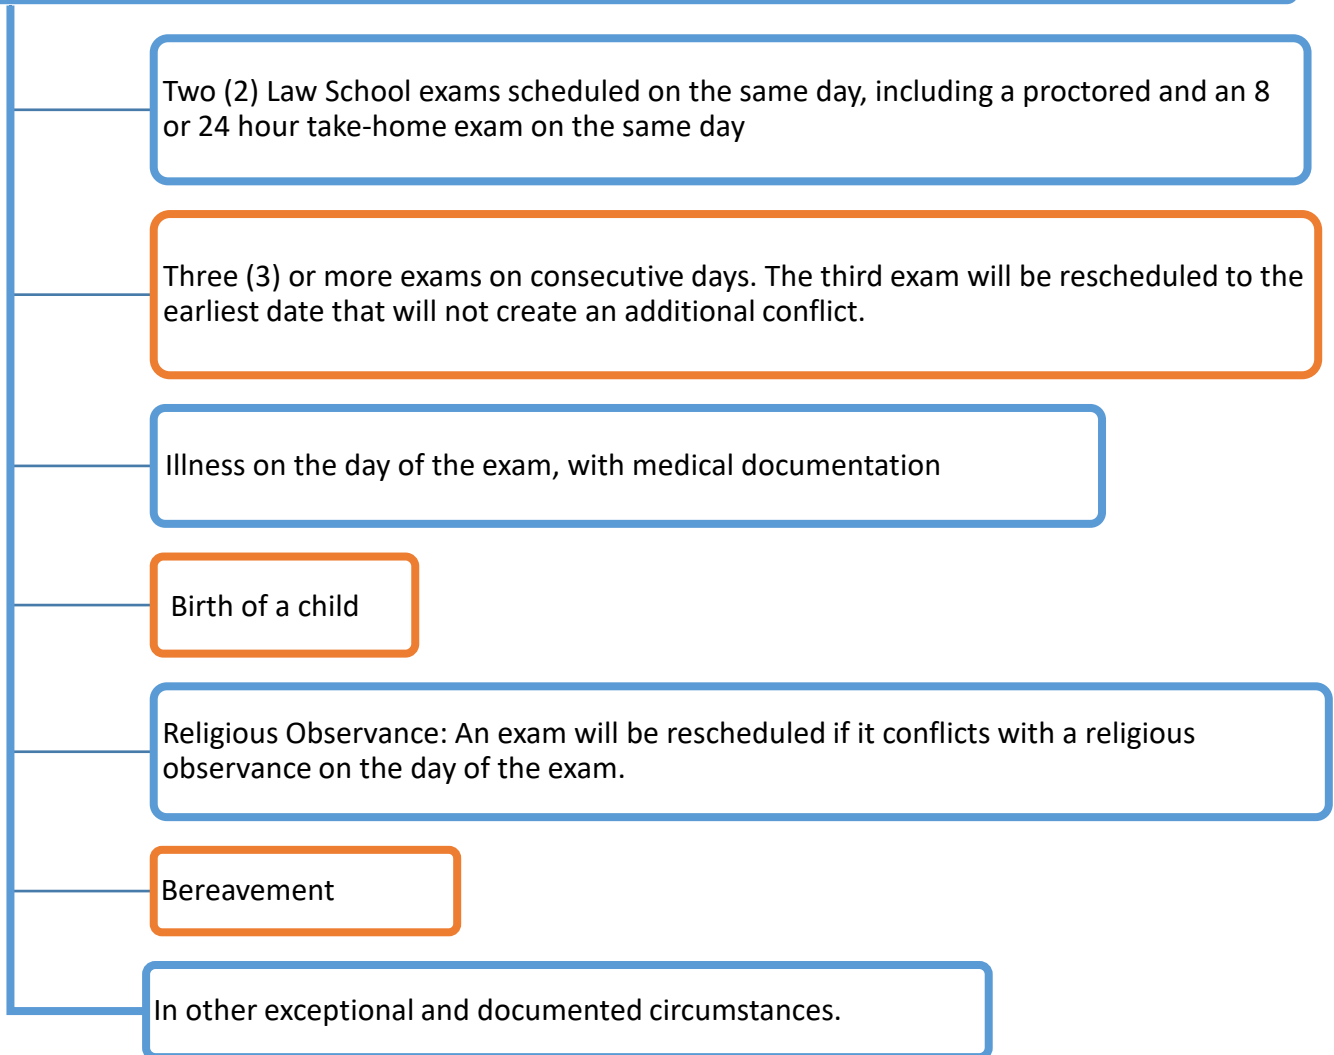 Two (2) Law School exams scheduled on the same day, including a proctored and an 8
or 24 hour take-home exam on the same day
Three (3) or more exams on consecutive days. The third exam will be rescheduled to the
earliest date that will not create an additional conflict.
Illness on the day of the exam, with medical documentation
Birth of a child
Religious Observance: An exam will be rescheduled if it conflicts with a religious
observance on the day of the exam.
Bereavement
In other exceptional and documented circumstances.